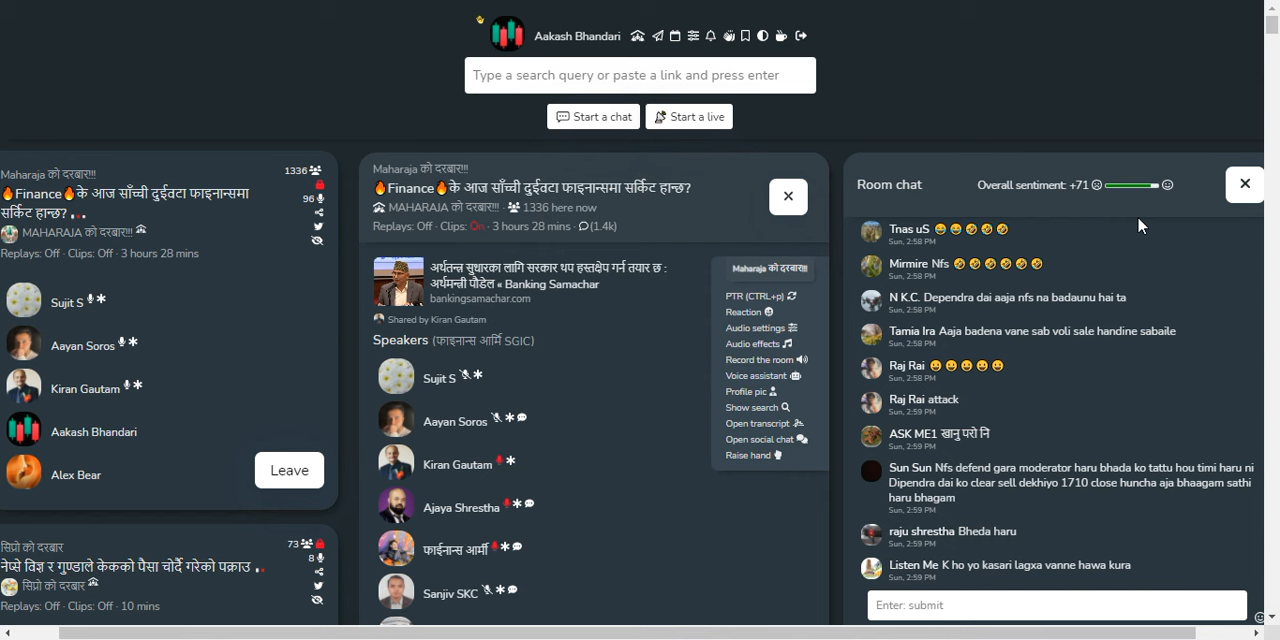 Aakash Bhandari
Type a search query or paste a link and press enter
Start a chat
Start a live
Maharaja को दरबार!!!
1336
🔥Finance🔥के आज साँच्ची दुईवटा फाइनान्समा
सर्किट हान्छ?
96
MAHARAJA को दरबार!!!
Replays: Off · Clips: Off · 3 hours 28 mins
Sujit S
Aayan Soros
Kiran Gautam
Aakash Bhandari
Alex Bear
Leave
सिप्रो को दरबार
73
नेप्से विज्ञ र गुण्डाले केकको पैसा चोर्दै गरेको पक्राउ ..
8
सिप्रो को दरबार
Replays: Off · Clips: Off · 10 mins
Maharaja को दरबार!!!
🔥Finance🔥के आज साँच्ची दुईवटा फाइनान्समा सर्किट हान्छ?
MAHARAJA को दरबार!!! · 1336 here now
Replays: Off · Clips: On · 3 hours 28 mins · (1.4k)
अर्थतन्त्र सुधारका लागि सरकार थप हस्तक्षेप गर्न तयार छ :
अर्थमन्त्री पौडेल « Banking Samachar
bankingsamachar.com
Shared by Kiran Gautam
Speakers (फाइनान्स आर्मि SGIC)
Sujit S
Aayan Soros
Kiran Gautam
Ajaya Shrestha
फाईनान्स आर्मी
Sanjiv SKC
Maharaja को दरबार!!!
PTR (CTRL+p)
Reaction
Audio settings
Audio effects
Record the room
Voice assistant
Profile pic
Show search
Open transcript
Open social chat
Raise hand
Room chat
Overall sentiment: +71
Tnas uS 😂😂🤣🤣🤣
Sun, 2:58 PM
Mirmire Nfs 🤣🤣🤣🤣🤣🤣
Sun, 2:58 PM
N K.C. Dependra dai aaja nfs na badaunu hai ta
Sun, 2:58 PM
Tamia Ira Aaja badena vane sab voli sale handine sabaile
Sun, 2:58 PM
Raj Rai 😀😀😀😀😀
Sun, 2:58 PM
Raj Rai attack
Sun, 2:59 PM
ASK ME1 खानु परो नि
Sun, 2:59 PM
Sun Sun Nfs defend gara moderator haru bhada ko tattu hou timi haru ni
Dipendra dai ko clear sell dekhiyo 1710 close huncha aja bhaagam sathi
haru bhagam
Sun, 2:59 PM
raju shrestha Bheda haru
Sun, 2:59 PM
Listen Me K ho yo kasari lagxa vanne hawa kura
Sun, 2:59 PM
Enter: submit